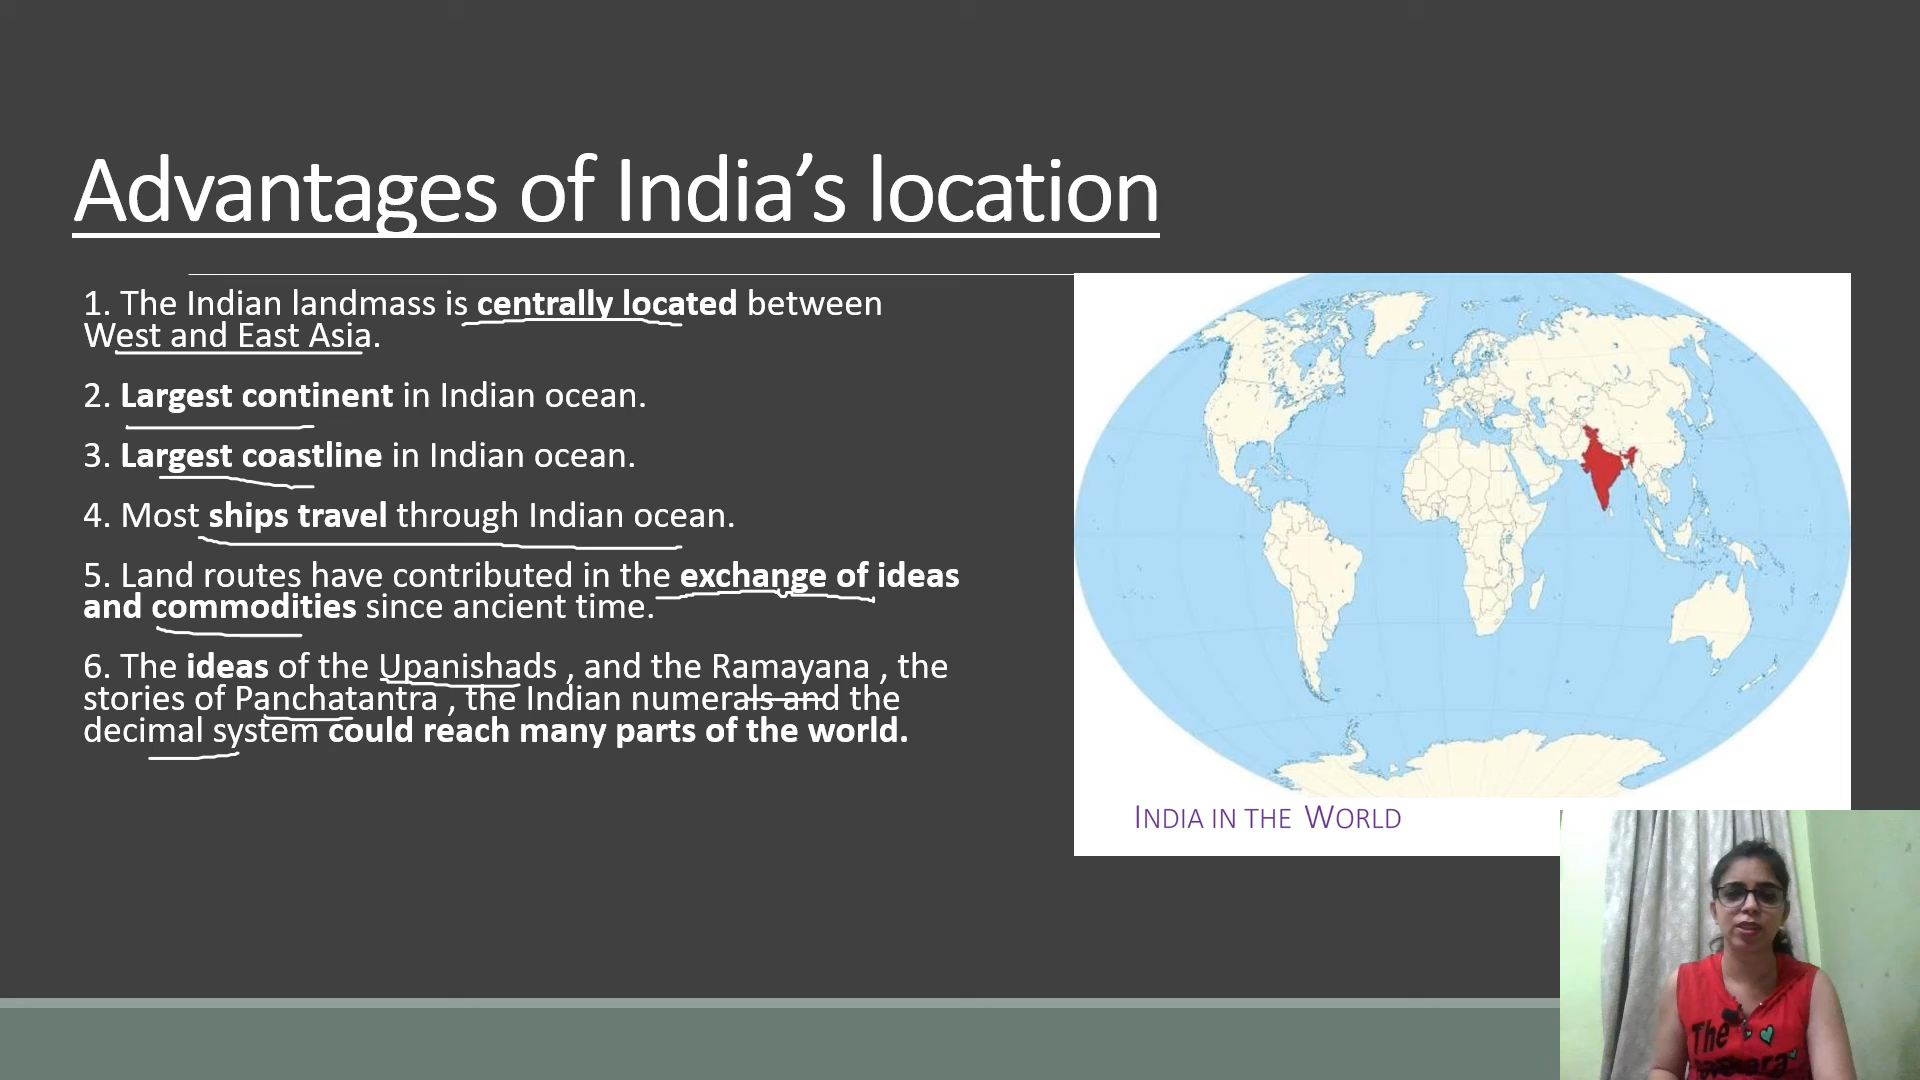 Advantages of India’s location
1. The Indian landmass is centrally located between
West and East Asia.
2. Largest continent in Indian ocean.
3. Largest coastline in Indian ocean.
4. Most ships travel through Indian ocean.
5. Land routes have contributed in the exchange of ideas
and commodities since ancient time.
6. The ideas of the Upanishads , and the Ramayana , the
stories of Panchatantra , the Indian numerals and the
decimal system could reach many parts of the world.
INDIA IN THE WORLD
The